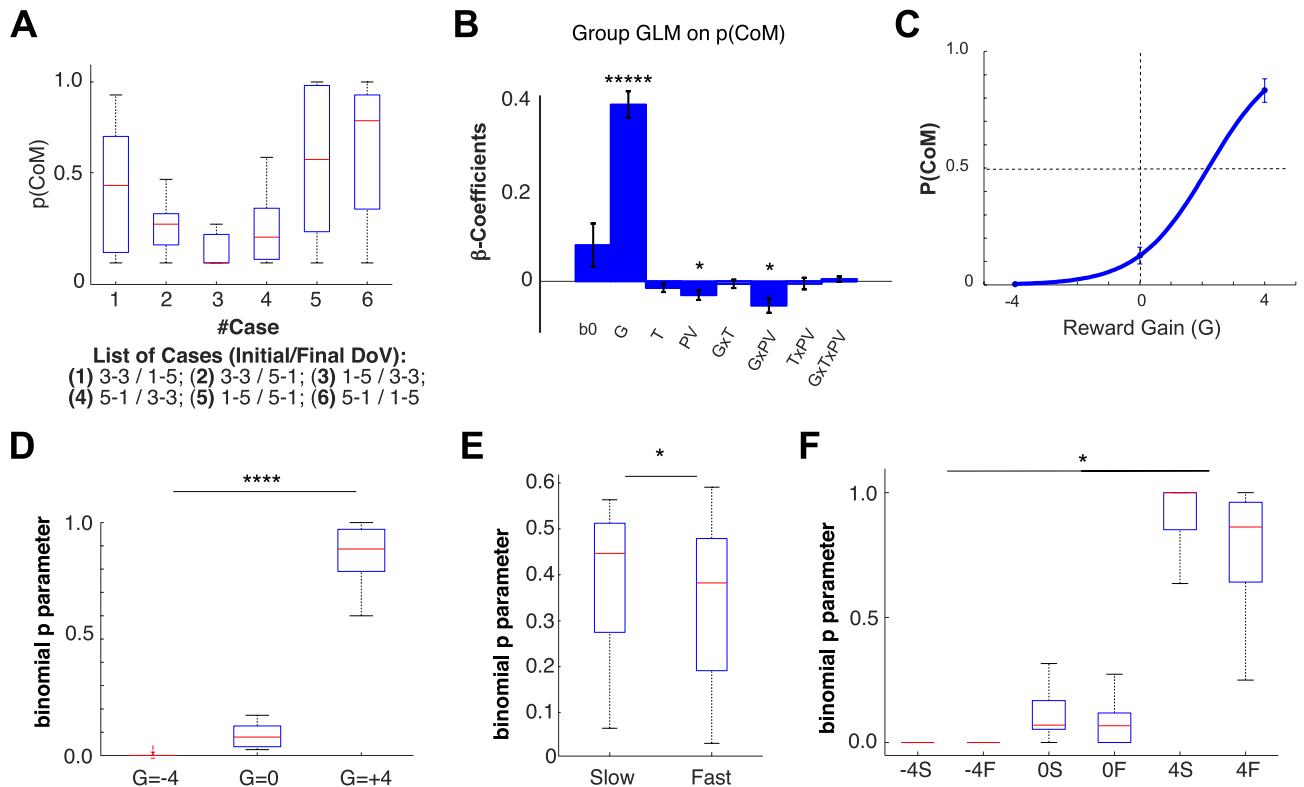 A
p(CoM)
1.0
0.5
0
1 2 3 4 5 6
#Case
List of Cases (Initial/Final DoV):
(1) 3-3 / 1-5; (2) 3-3 / 5-1; (3) 1-5 / 3-3;
(4) 5-1 / 3-3; (5) 1-5 / 5-1; (6) 5-1 / 1-5
B
Group GLM on p(CoM)
β-Coefficients
0.4
0.2
0
*****
*
*
b0 G T PV GxT GxPV TxPV GxTxPV
C
P(CoM)
1.0
0.5
0
-4 0 4
Reward Gain (G)
D
binomial p parameter
1.0
0.5
0.0
****
G=-4 G=0 G=+4
E
binomial p parameter
0.6
0.5
0.4
0.3
0.2
0.1
0
*
Slow Fast
F
binomial p parameter
1.0
0.5
0.0
*
-4S -4F 0S 0F 4S 4F